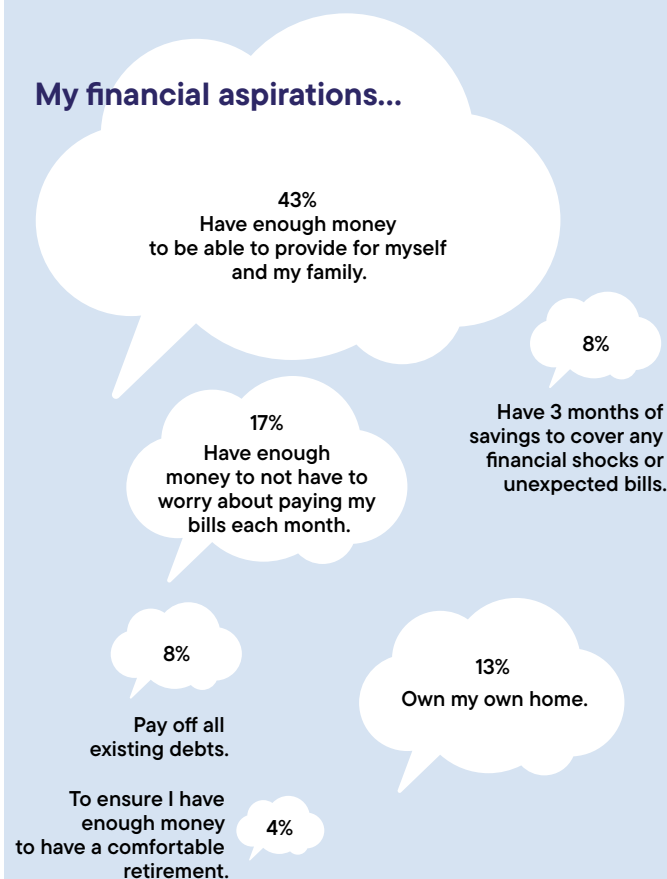 My financial aspirations...
43%
Have enough money
to be able to provide for myself
and my family.
8%
Have 3 months of
savings to cover any
financial shocks or
unexpected bills.
17%
Have enough
money to not have to
worry about paying my
bills each month.
8%
Pay off all
existing debts.
13%
Own my own home.
To ensure I have
enough money
to have a comfortable
retirement.
4%